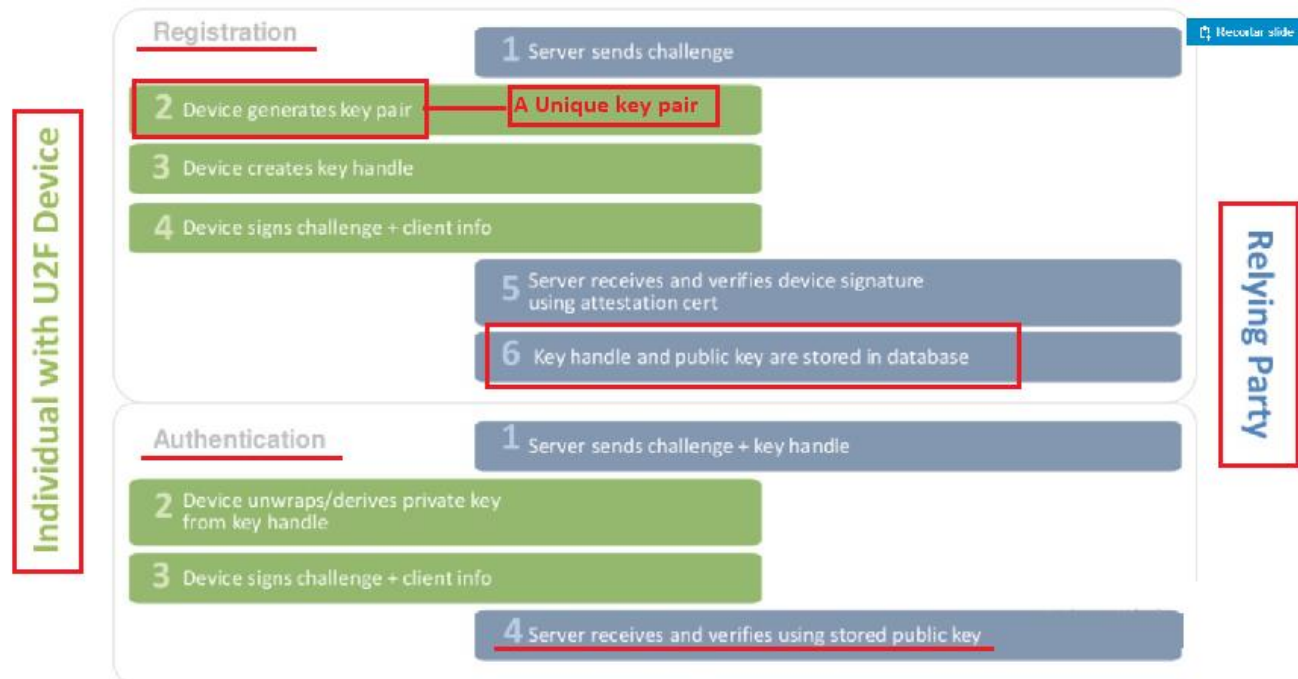 Registration
1 Server sends challenge
Recortar slide
2 Device generates key pair
A Unique key pair
3 Device creates key handle
4 Device signs challenge + client info
5 Server receives and verifies device signature
using attestation cert
6 Key handle and public key are stored in database
Individual with U2F Device
Relying Party
Authentication
1 Server sends challenge + key handle
2 Device unwraps/derives private key
from key handle
3 Device signs challenge + client info
4 Server receives and verifies using stored public key